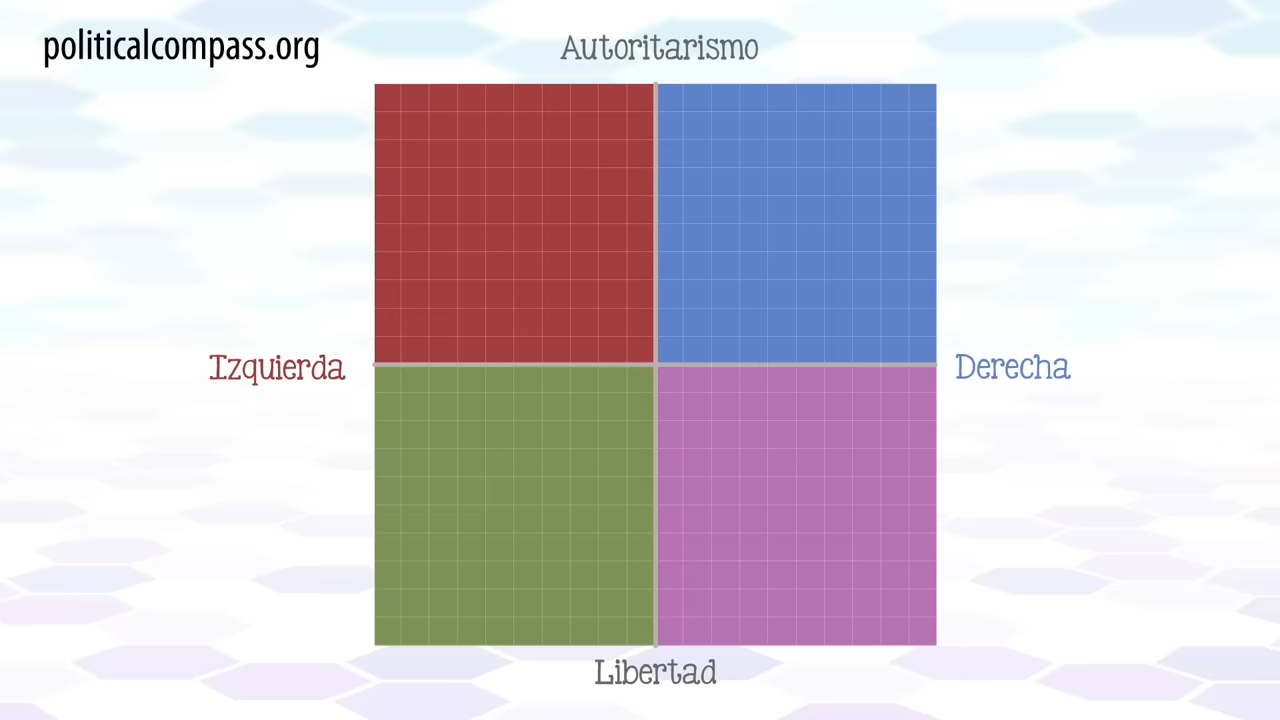 politicalcompass.org
Autoritarismo
Izquierda
Derecha
Libertad